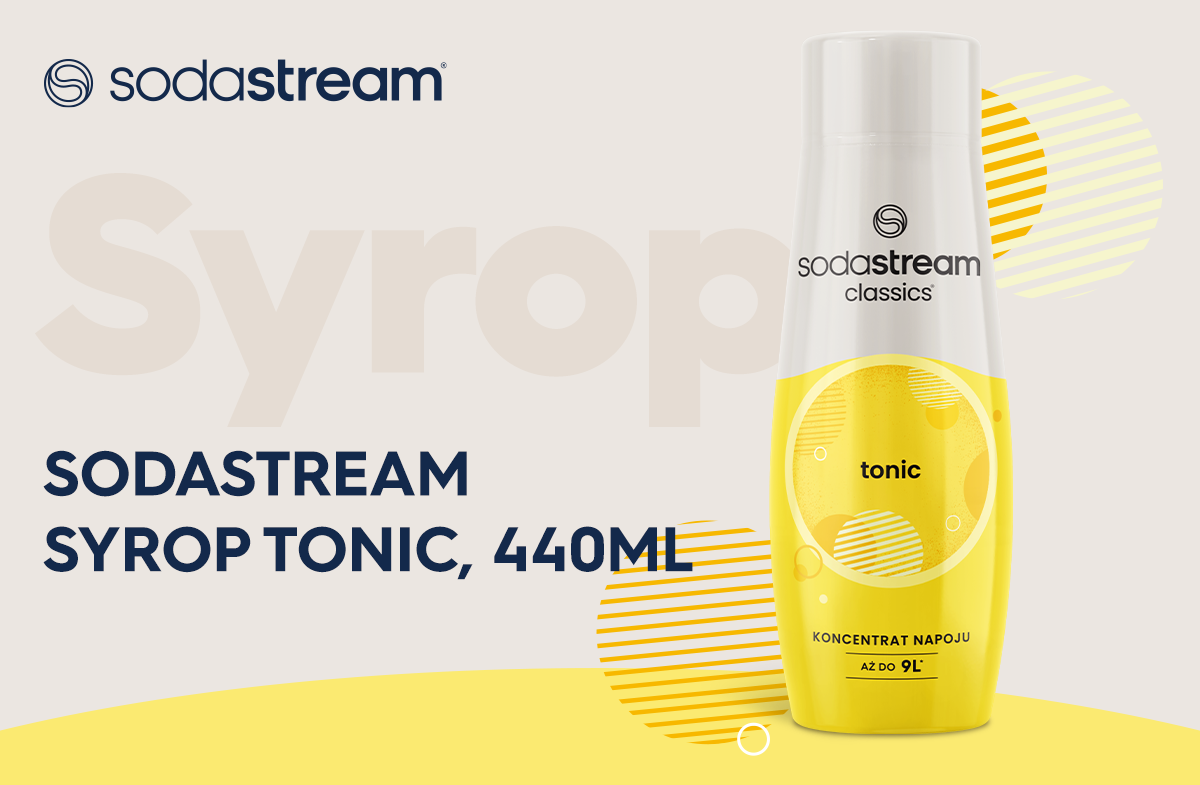 sodastream®
Syrop
SODASTREAM
SYROP TONIC, 440ML
sodastream
classics®
tonic
KONCENTRAT NAPOJU
AŻ DO 9L*